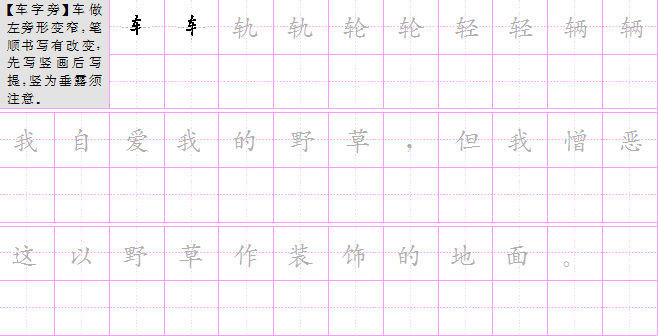 【车字旁】车做
左旁形变窄，笔
顺书写有改变，
先写竖画后写
提，竖为垂露须
注意。
车 车 轨 轨 轮 轮 轻 轻 辆 辆
我自爱我的野草，但我憎恶
这以野草作装饰的地面。